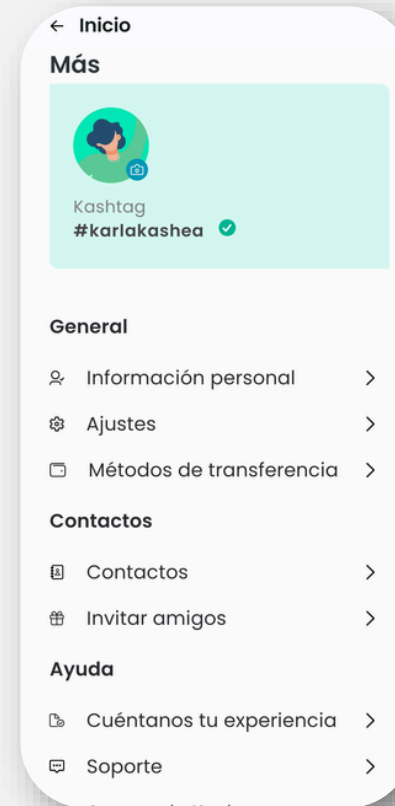 Inicio
Más
Kashtag
#karlakashea
General
Información personal
Ajustes
Métodos de transferencia
Contactos
Contactos
Invitar amigos
Ayuda
Cuéntanos tu experiencia
Soporte